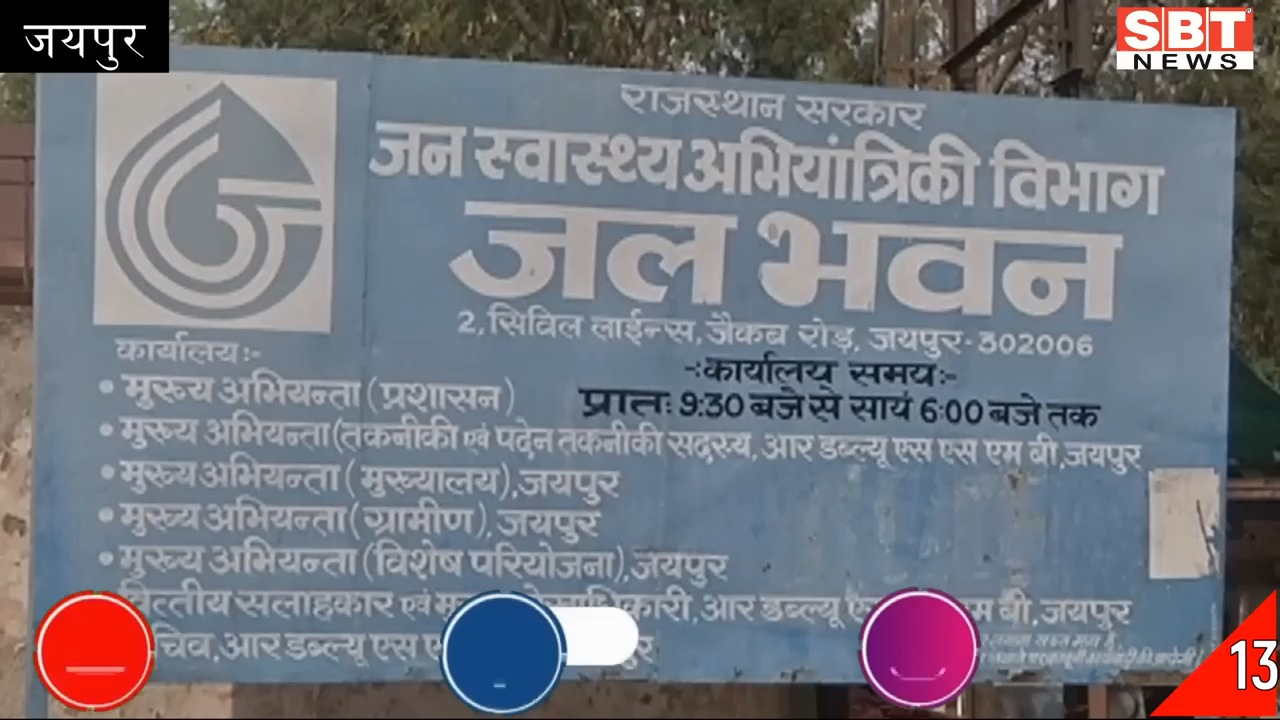 जयपुर
SBT
NEWS
राजस्थान सरकार
जन स्वास्थ्य अभियांत्रिकी विभाग
जल भवन
2, सिविल लाईन्स, जैकब रोड़, जयपुर - 302006
कार्यालय:-
-:कार्यालय समय:-
प्रातः 9:30 बजे से सायं 6:00 बजे तक
• मुख्य अभियन्ता (प्रशासन)
• मुख्य अभियन्ता (तकनीकी एवं पदेन तकनीकी सदस्य, आर डब्ल्यू एस एस एम बी, जयपुर
• मुख्य अभियन्ता (मुख्यालय), जयपुर
• मुख्य अभियन्ता (ग्रामीण), जयपुर
• मुख्य अभियन्ता (विशेष परियोजना), जयपुर
वित्तीय सलाहकार एवं आर डब्ल्यू एम बी, जयपुर
आर डब्ल्यू एस
13